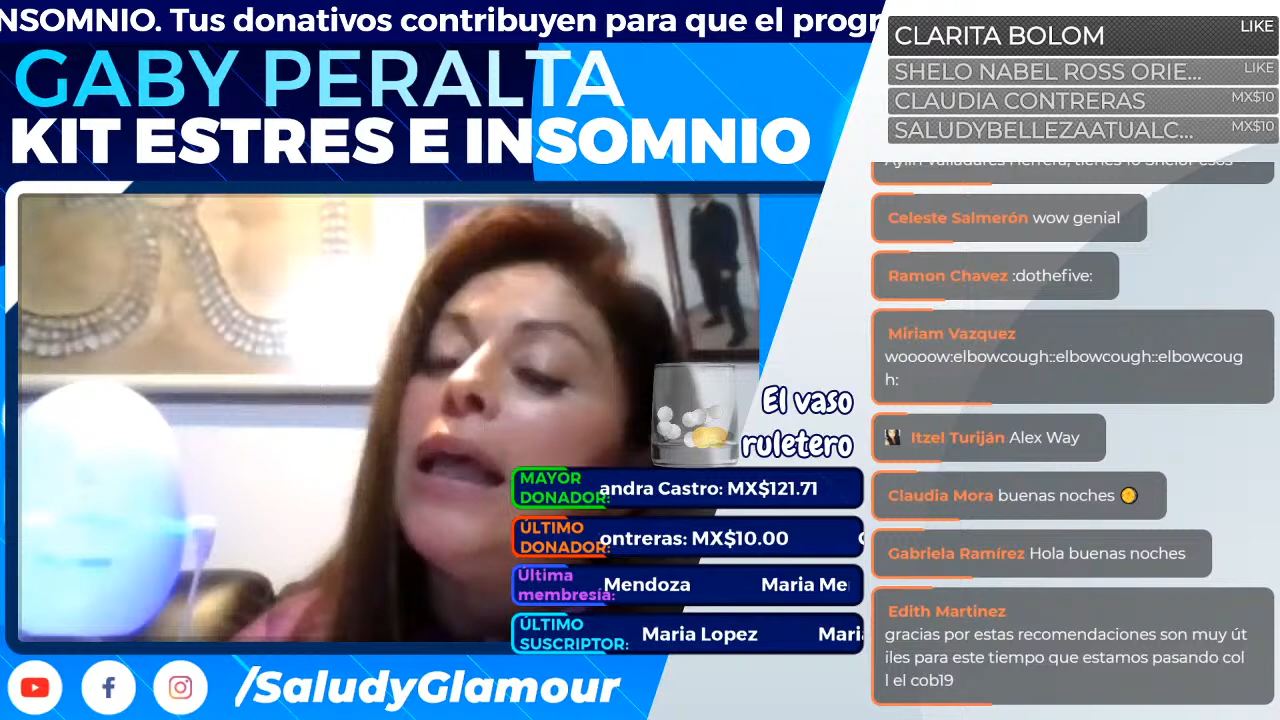 NSOMNIO. Tus donativos contribuyen para que el progr
GABY PERALTA
KIT ESTRES E INSOMNIO
El vaso
ruletero
MAYOR
DONADOR:
andra Castro: MX$121.71
ÚLTIMO
DONADOR:
ontreras: MX$10.00
Última
membresía:
Mendoza Maria Me
ÚLTIMO
SUSCRIPTOR:
Maria Lopez Maria
/SaludyGlamour
CLARITA BOLOM LIKE
SHELO NABEL ROSS ORIE... LIKE
CLAUDIA CONTRERAS MX$10
SALUDYBELLEZAATUALC... MX$10
Celeste Salmerón wow genial
Ramon Chavez :dothefive:
Miriam Vazquez
woooow:elbowcough::elbowcough::elbowcoug
h:
Itzel Turiján Alex Way
Claudia Mora buenas noches
Gabriela Ramírez Hola buenas noches
Edith Martinez
gracias por estas recomendaciones son muy út
iles para este tiempo que estamos pasando col
l el cob19